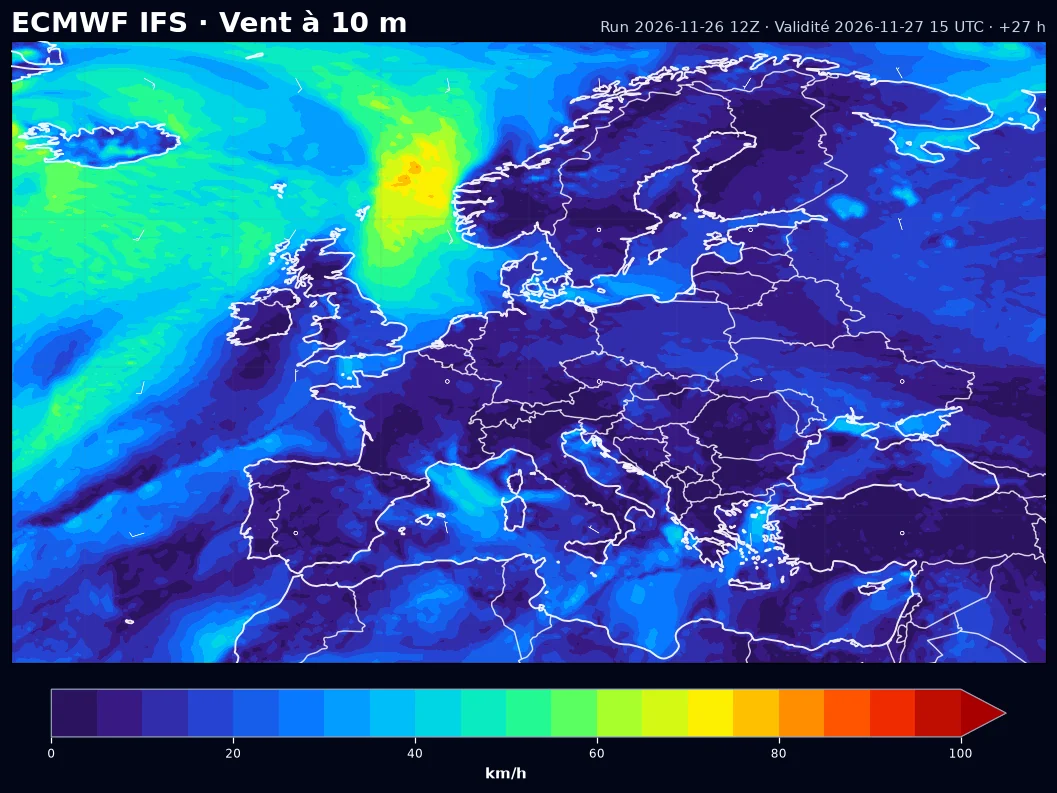 ECMWF IFS · Vent à 10 m
Run 2026-11-26 12Z · Validité 2026-11-27 15 UTC · +27 h
0 20 40 60 80 100
km/h